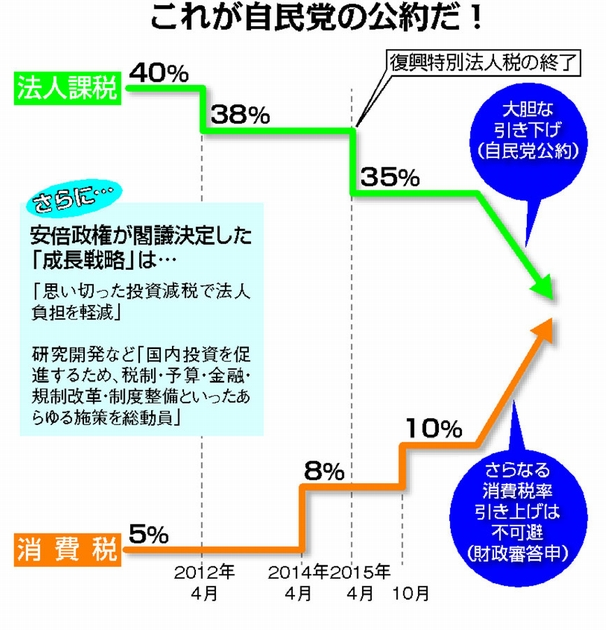 これが自民党の公約だ！
復興特別法人税の終了
法人課税
40%
38%
35%
大胆な
引き下げ
(自民党公約)
さらに…
安倍政権が閣議決定した
「成長戦略」は…
「思い切った投資減税で法人
負担を軽減」
研究開発など「国内投資を促
進するため、税制・予算・金融・
規制改革・制度整備といったあ
らゆる施策を総動員」
消費税
5%
8%
10%
さらなる
消費税率
引き上げは
不可避
(財政審答申)
2012年
4月
2014年
4月
2015年
4月
10月